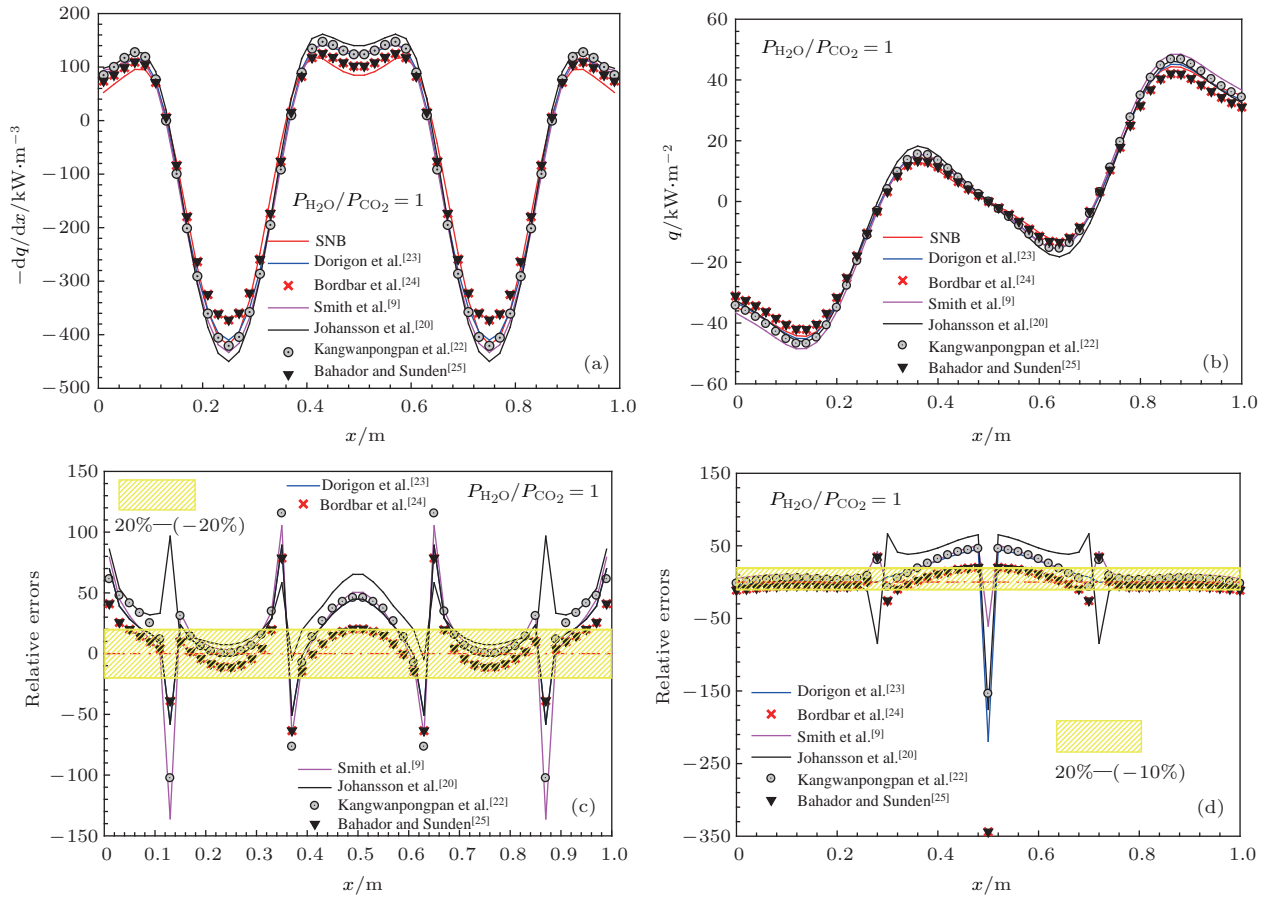 200
100
0
−100
−200
−300
−400
−500
−dq/dx/kW·m−3
P_H2O/P_CO2 = 1
SNB
Dorigon et al.[23]
Bordbar et al.[24]
Smith et al.[9]
Johansson et al.[20]
Kangwanpongpan et al.[22]
Bahador and Sunden[25]
(a)
0 0.2 0.4 0.6 0.8 1.0
x/m
60
40
20
0
−20
−40
−60
q/kW·m−2
P_H2O/P_CO2 = 1
SNB
Dorigon et al.[23]
Bordbar et al.[24]
Smith et al.[9]
Johansson et al.[20]
Kangwanpongpan et al.[22]
Bahador and Sunden[25]
(b)
0 0.2 0.4 0.6 0.8 1.0
x/m
150
100
50
0
−50
−100
−150
Relative errors
20%—(−20%)
Dorigon et al.[23]
Bordbar et al.[24]
P_H2O/P_CO2 = 1
Smith et al.[9]
Johansson et al.[20]
Kangwanpongpan et al.[22]
Bahador and Sunden[25]
(c)
0 0.1 0.2 0.3 0.4 0.5 0.6 0.7 0.8 0.9 1.0
x/m
150
50
−50
−150
−250
−350
Relative errors
P_H2O/P_CO2 = 1
Dorigon et al.[23]
Bordbar et al.[24]
Smith et al.[9]
Johansson et al.[20]
Kangwanpongpan et al.[22]
Bahador and Sunden[25]
20%—(−10%)
(d)
0 0.2 0.4 0.6 0.8 1.0
x/m